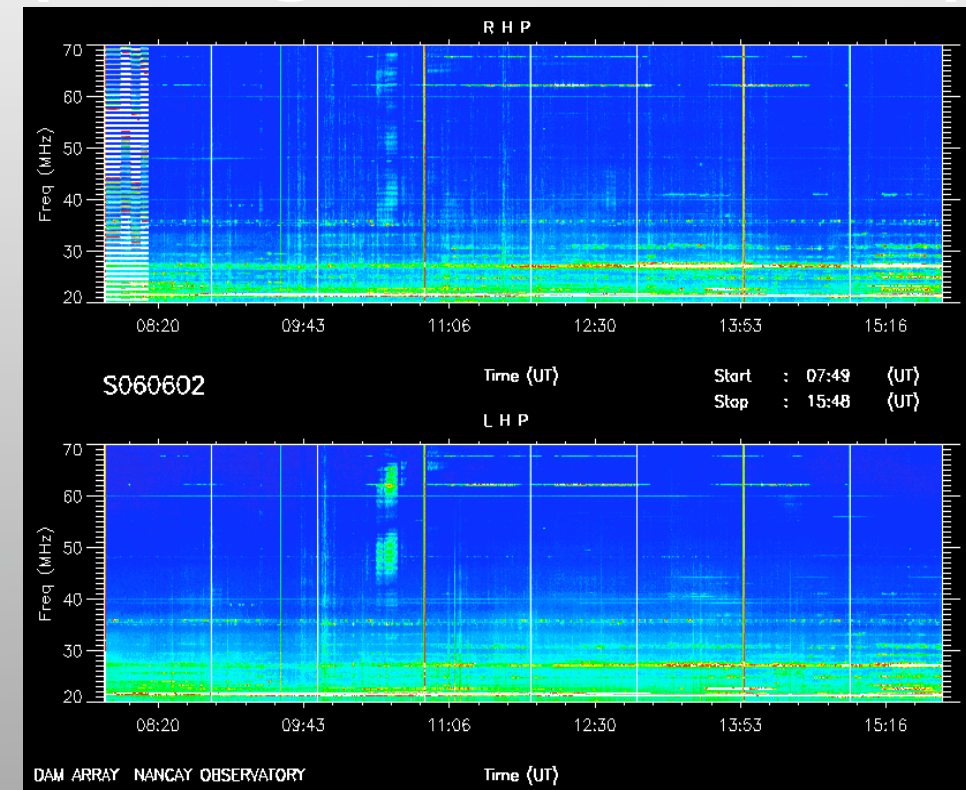 RHP
70
60
50
40
30
20
Freq (MHz)
08:20 09:43 11:06 12:30 13:53 15:16
S060602
Time (UT)
Start : 07:49 (UT)
Stop : 15:48 (UT)
LHP
70
60
50
40
30
20
Freq (MHz)
08:20 09:43 11:06 12:30 13:53 15:16
DAM ARRAY NANCAY OBSERVATORY
Time (UT)